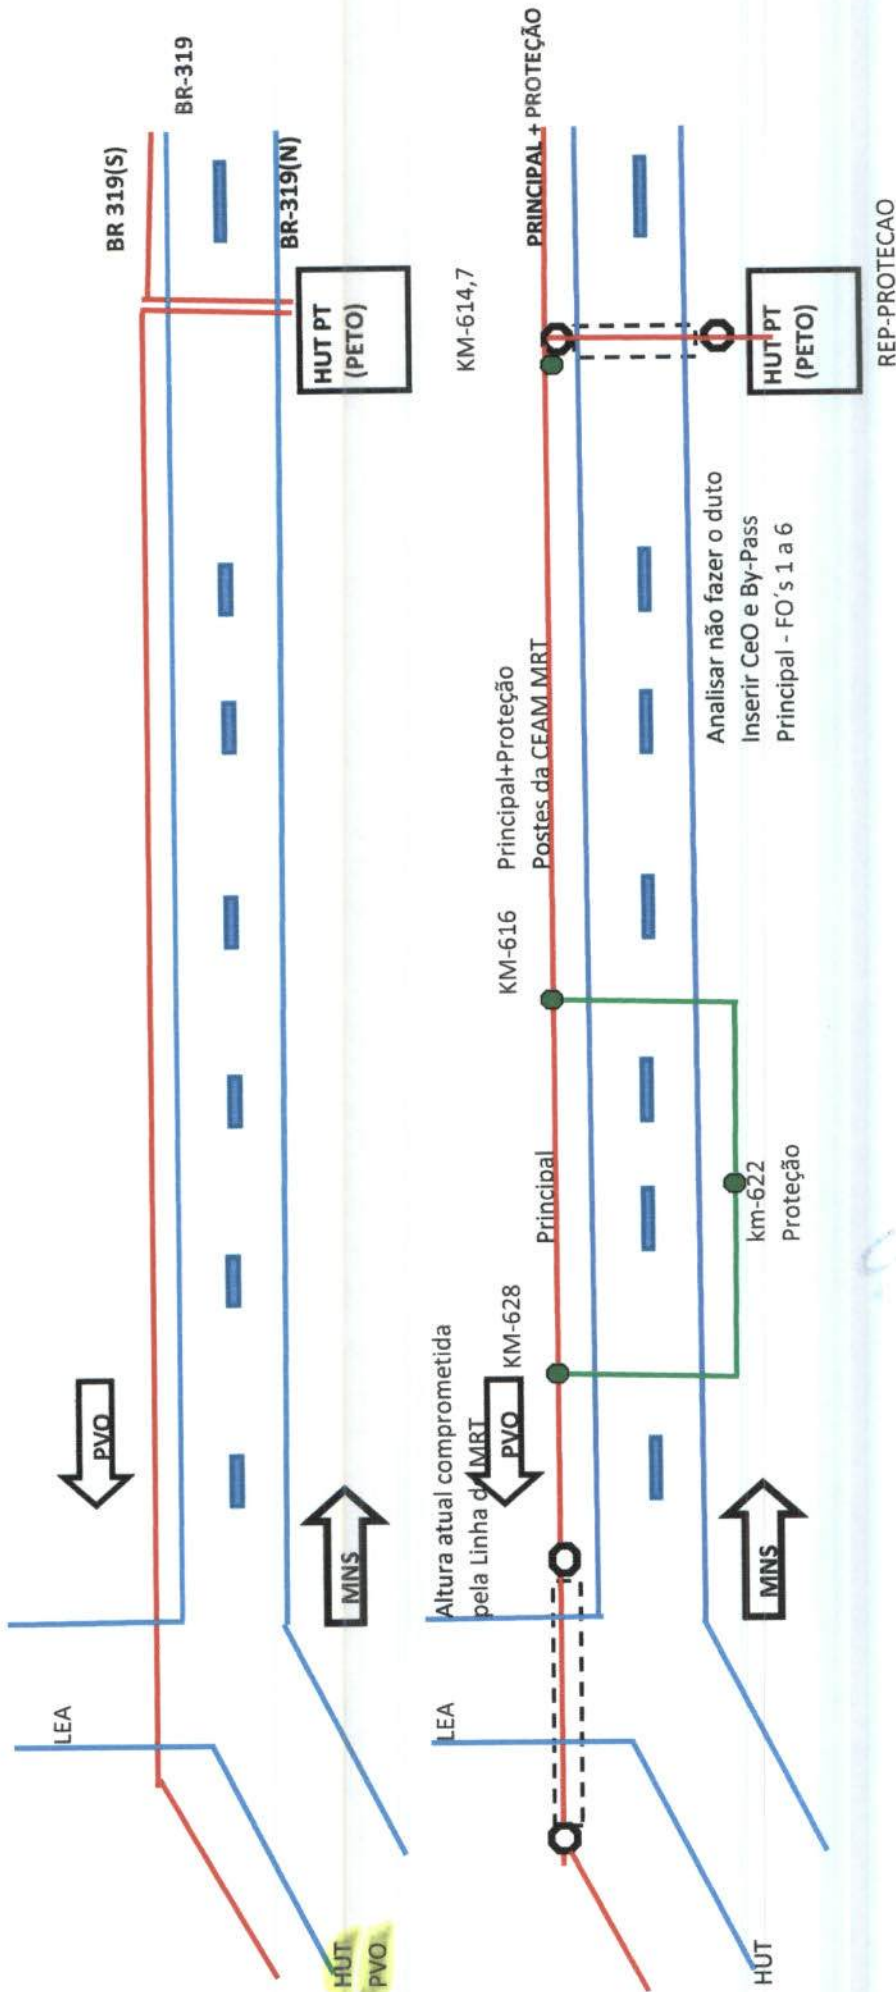 BR-319
BR 319(S)
BR-319(N)
HUT PT
(PETO)
PVO
MNS
LEA
HUT
PVO
PRINCIPAL + PROTEÇÃO
KM-614,7
HUT PT
(PETO)
REP-PROTECAO
Analisar não fazer o duto
Inserir CeO e By-Pass
Principal - FO´s 1 a 6
Principal+Proteção
Postes da CEAM MRT
KM-616
Principal
km-622
Proteção
KM-628
Altura atual comprometida
pela Linha d MRT
PVO
MNS
LEA
HUT